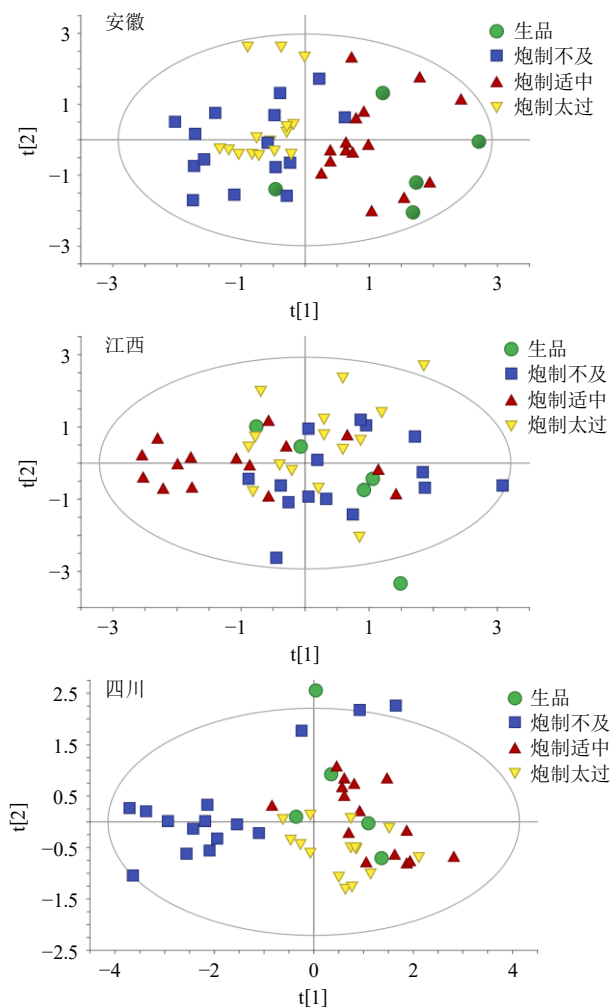 安徽
生品
炮制不及
炮制适中
炮制太过
3
1
−1
−3
t[2]
−3
−1
1
3
t[1]
江西
生品
炮制不及
炮制适中
炮制太过
3
1
−1
−3
t[2]
−3
−1
1
3
t[1]
四川
生品
炮制不及
炮制适中
炮制太过
2.5
1.5
0.5
−0.5
−1.5
−2.5
t[2]
−4
−2
0
2
4
t[1]